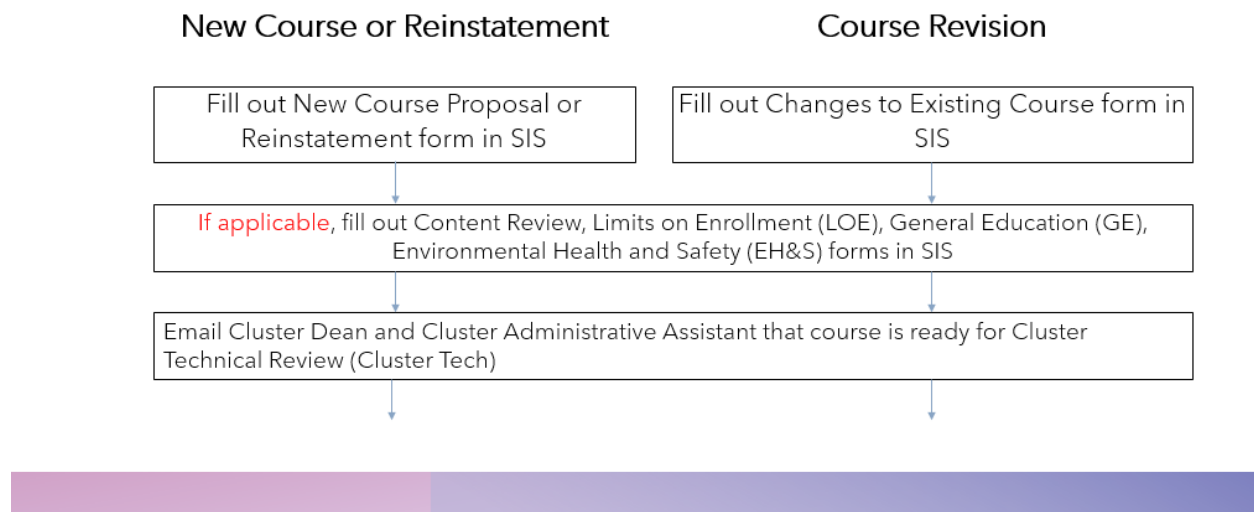 New Course or Reinstatement
Course Revision
Fill out New Course Proposal or
Reinstatement form in SIS
Fill out Changes to Existing Course form in
SIS
If applicable, fill out Content Review, Limits on Enrollment (LOE), General Education (GE),
Environmental Health and Safety (EH&S) forms in SIS
Email Cluster Dean and Cluster Administrative Assistant that course is ready for Cluster
Technical Review (Cluster Tech)